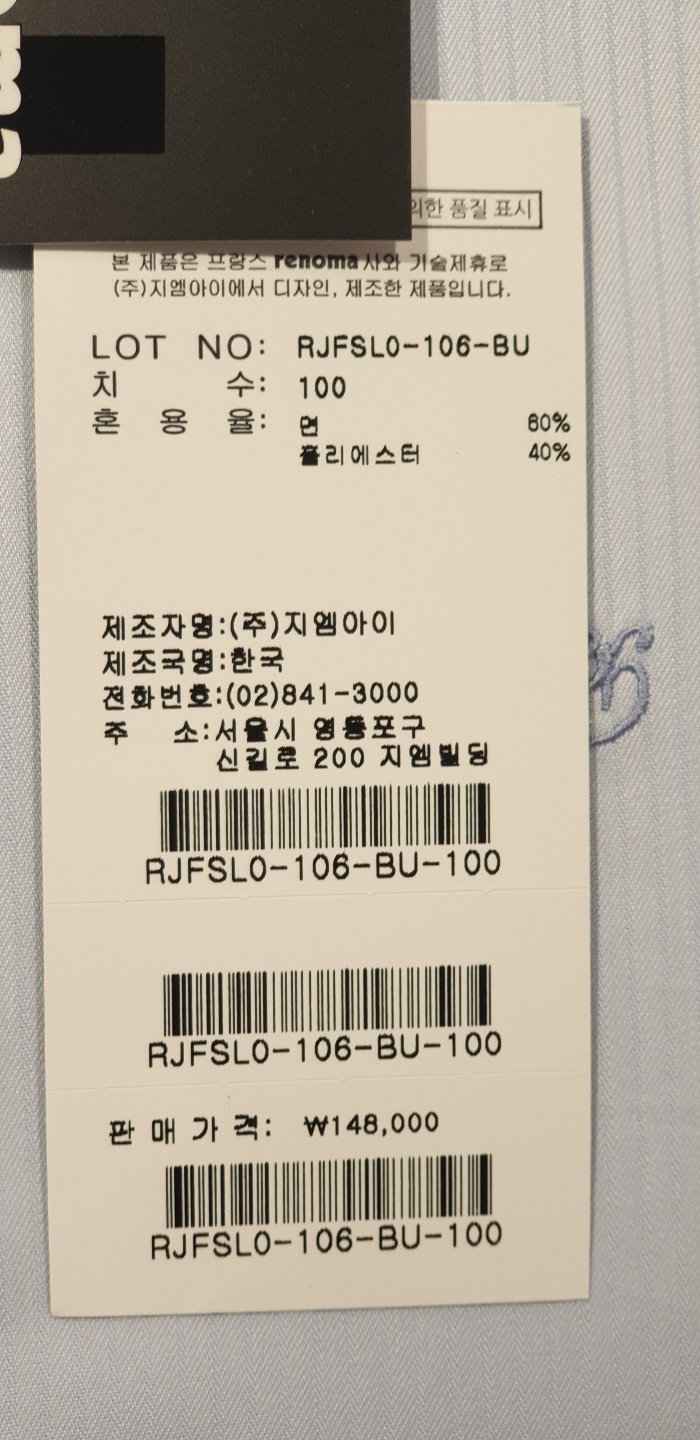 의한 품질 표시
본 제품은 프랑스 renoma 사와 기술제휴로
(주)지엠아이에서 디자인, 제조한 제품입니다.
LOT NO: RJFSL0-106-BU
치 수: 100
혼 용 율: 면 60%
폴리에스터 40%
제조자명:(주)지엠아이
제조국명:한국
전화번호:(02)841-3000
주 소:서울시 영등포구
신길로 200 지엠빌딩
RJFSL0-106-BU-100
RJFSL0-106-BU-100
판 매 가 격: ₩148,000
RJFSL0-106-BU-100